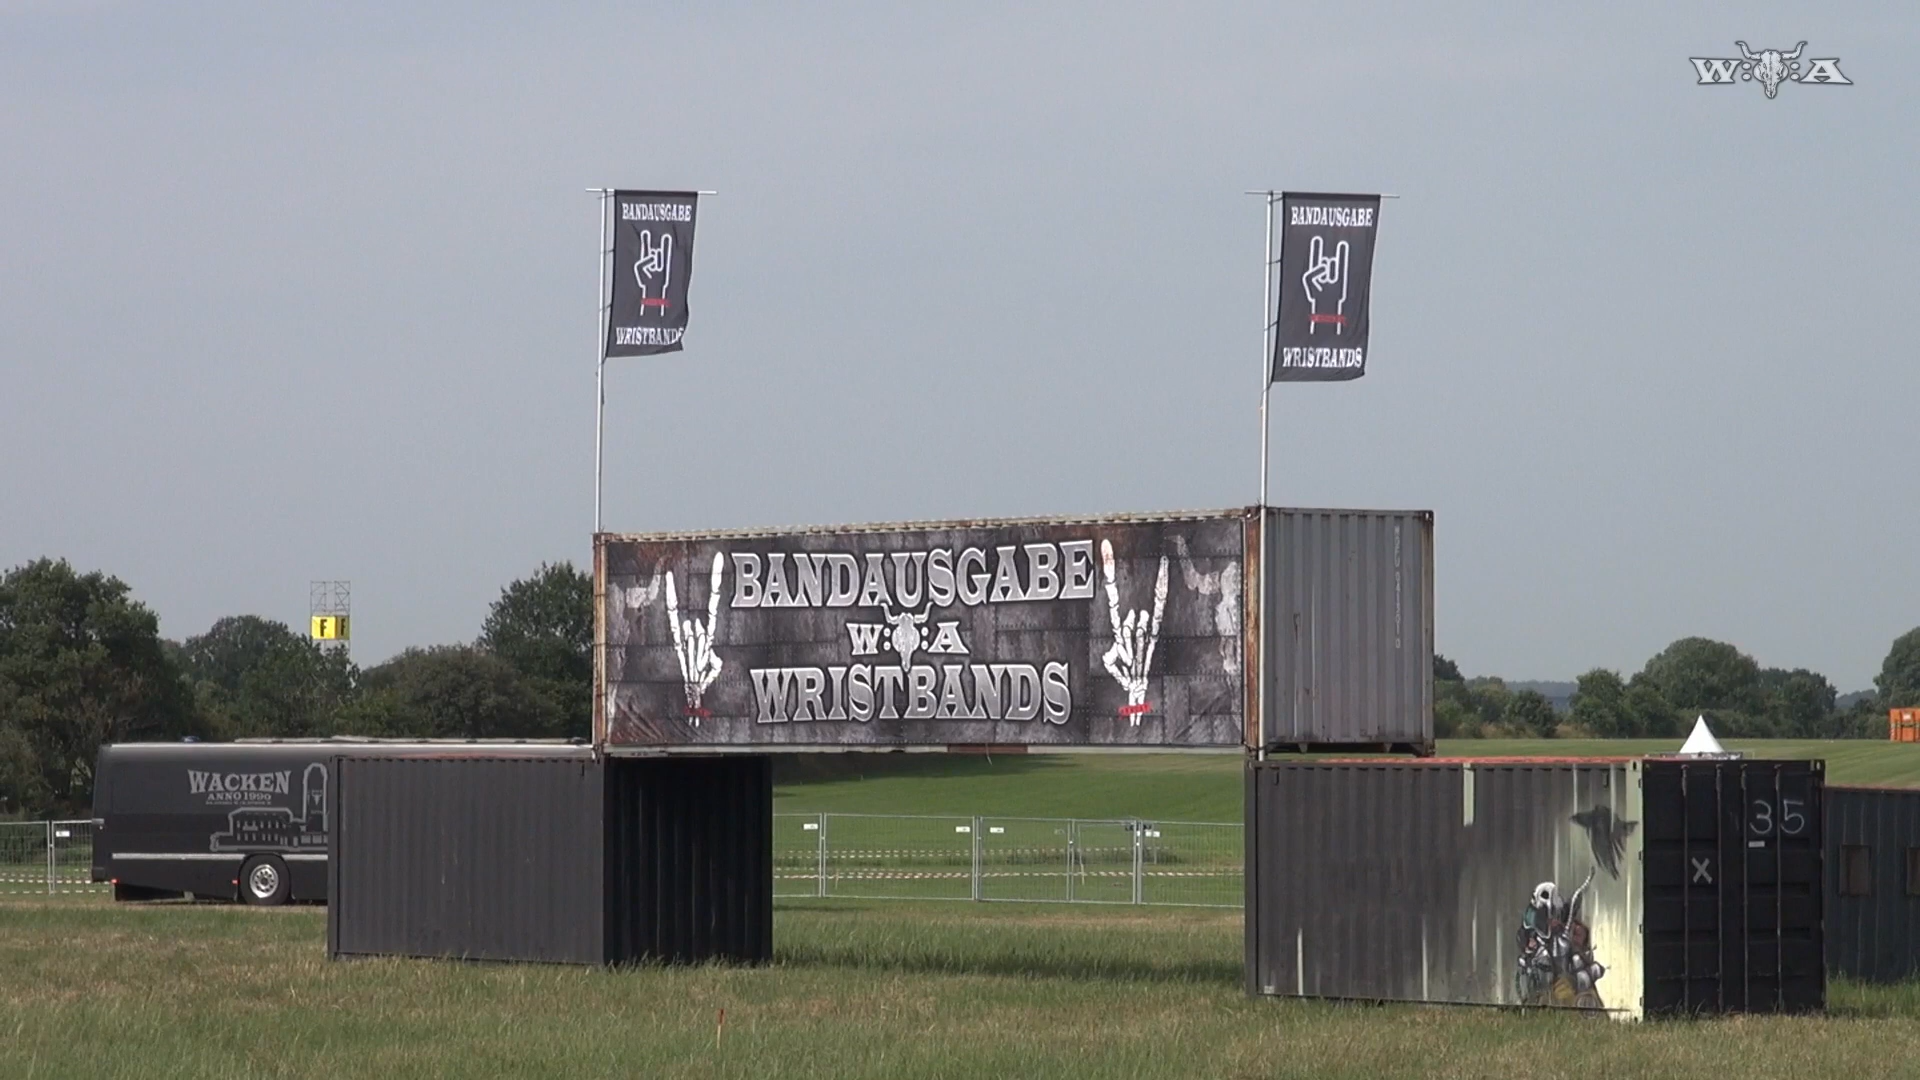 W:A
BANDAUSGABE
WRISTBANDS
BANDAUSGABE
WRISTBANDS
BANDAUSGABE
W:A
WRISTBANDS
F F
WACKEN
ANNO 1990
35
X